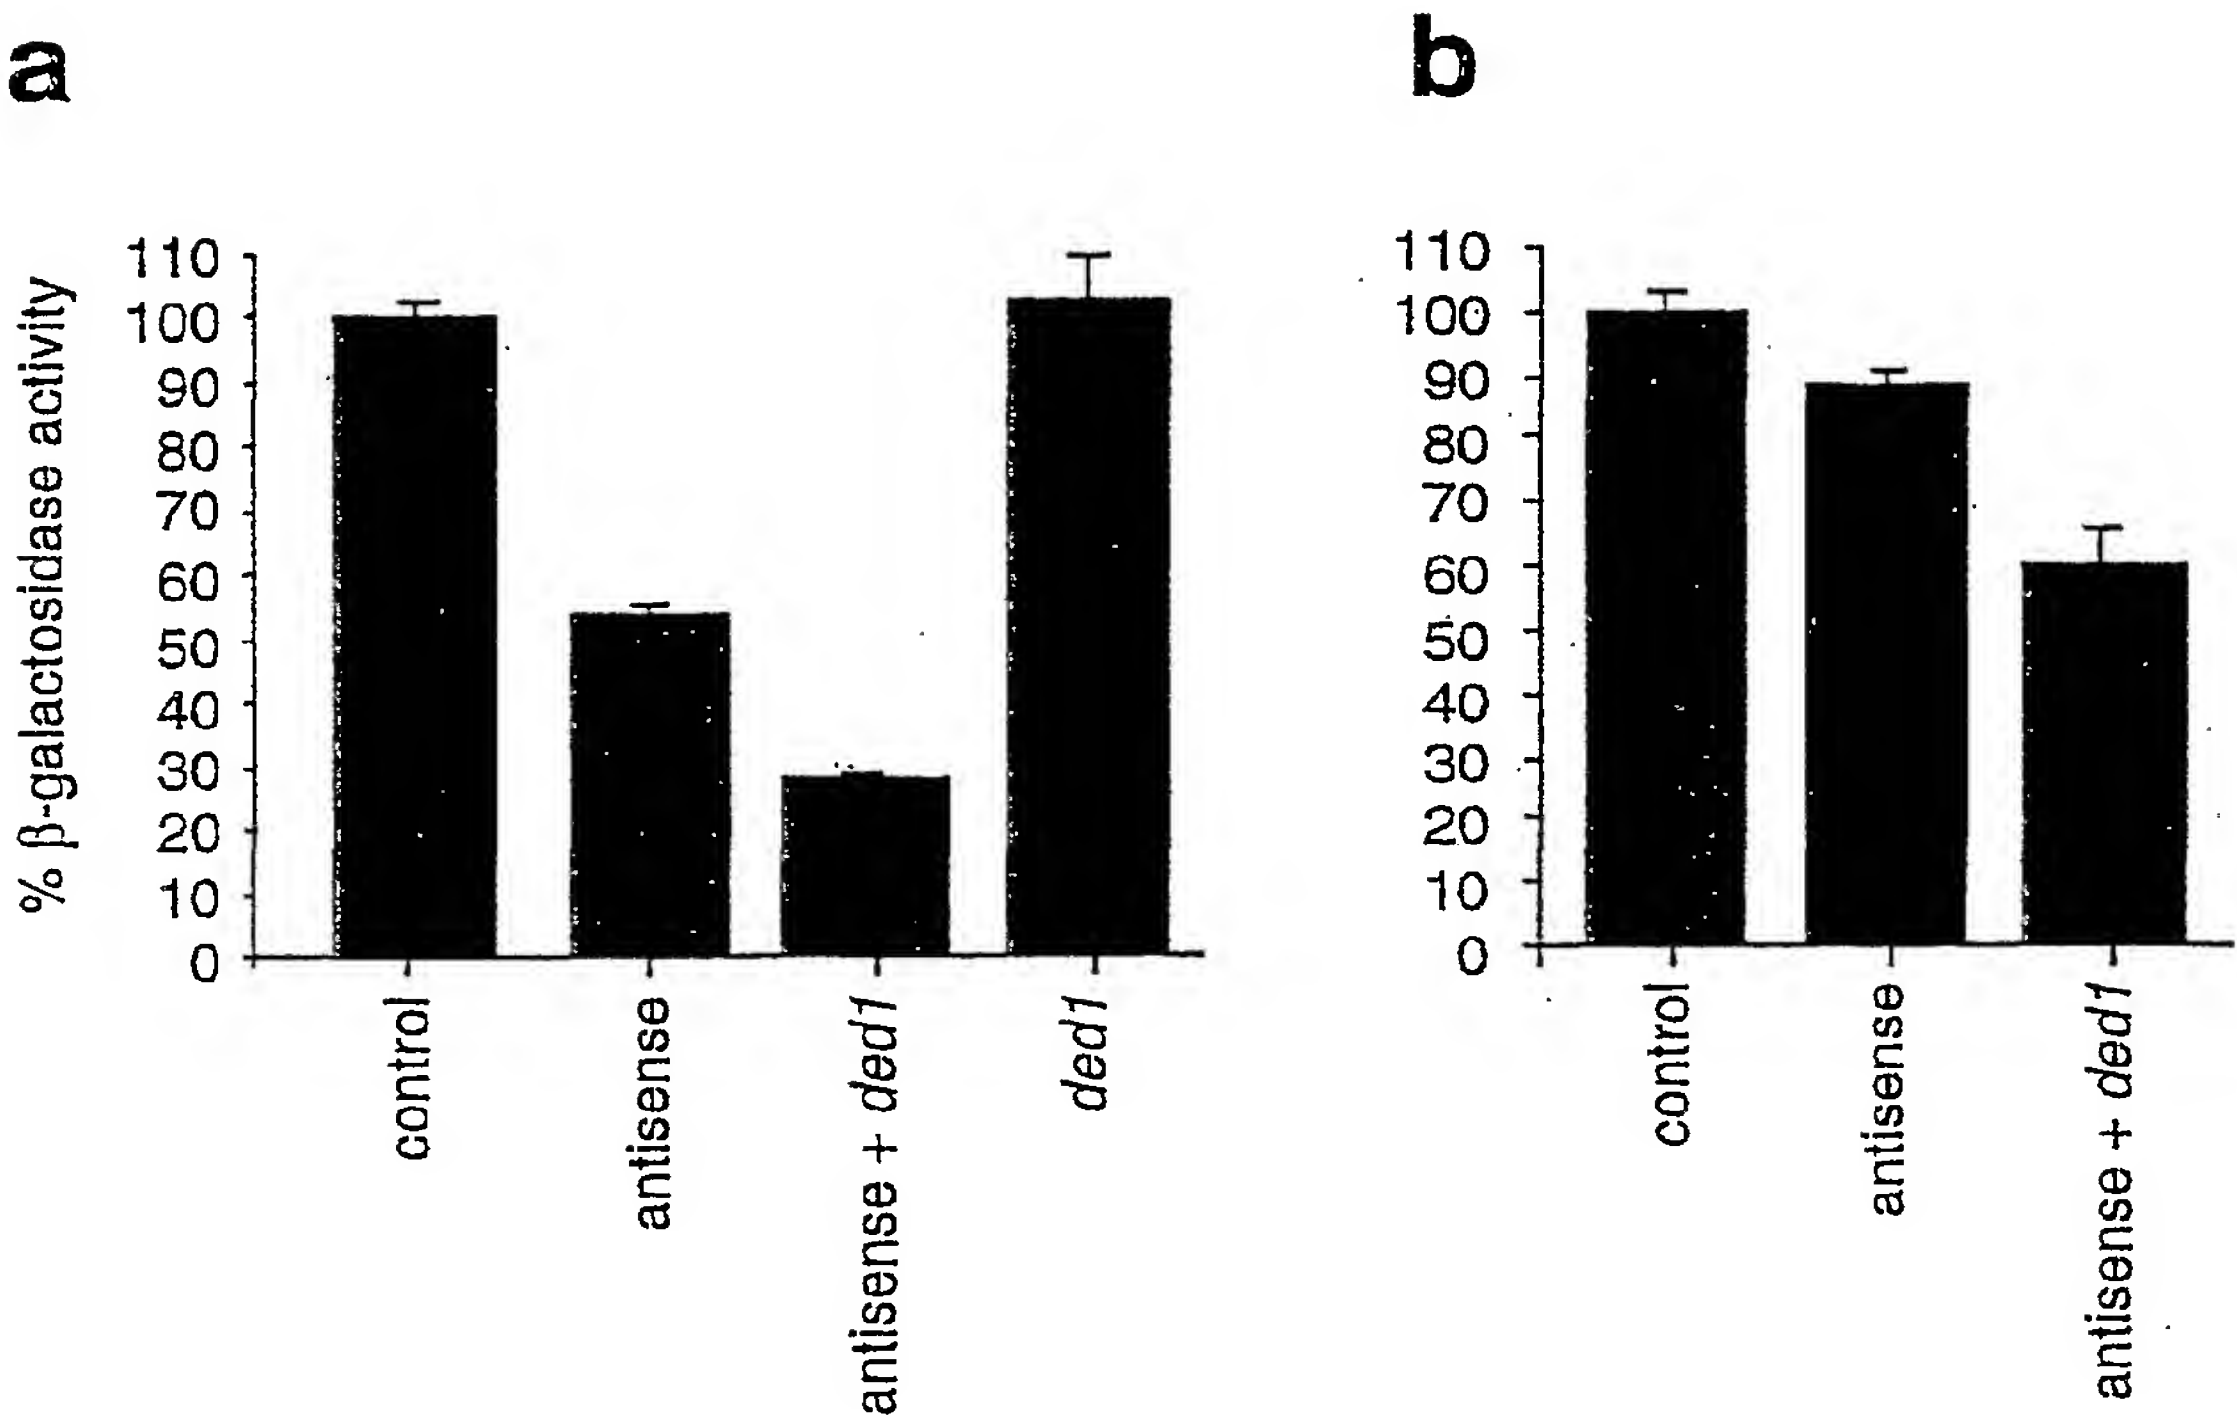 a
% β-galactosidase activity
110
100
90
80
70
60
50
40
30
20
10
0
control
antisense
antisense + ded1
ded1
b
110
100
90
80
70
60
50
40
30
20
10
0
control
antisense
antisense + ded1